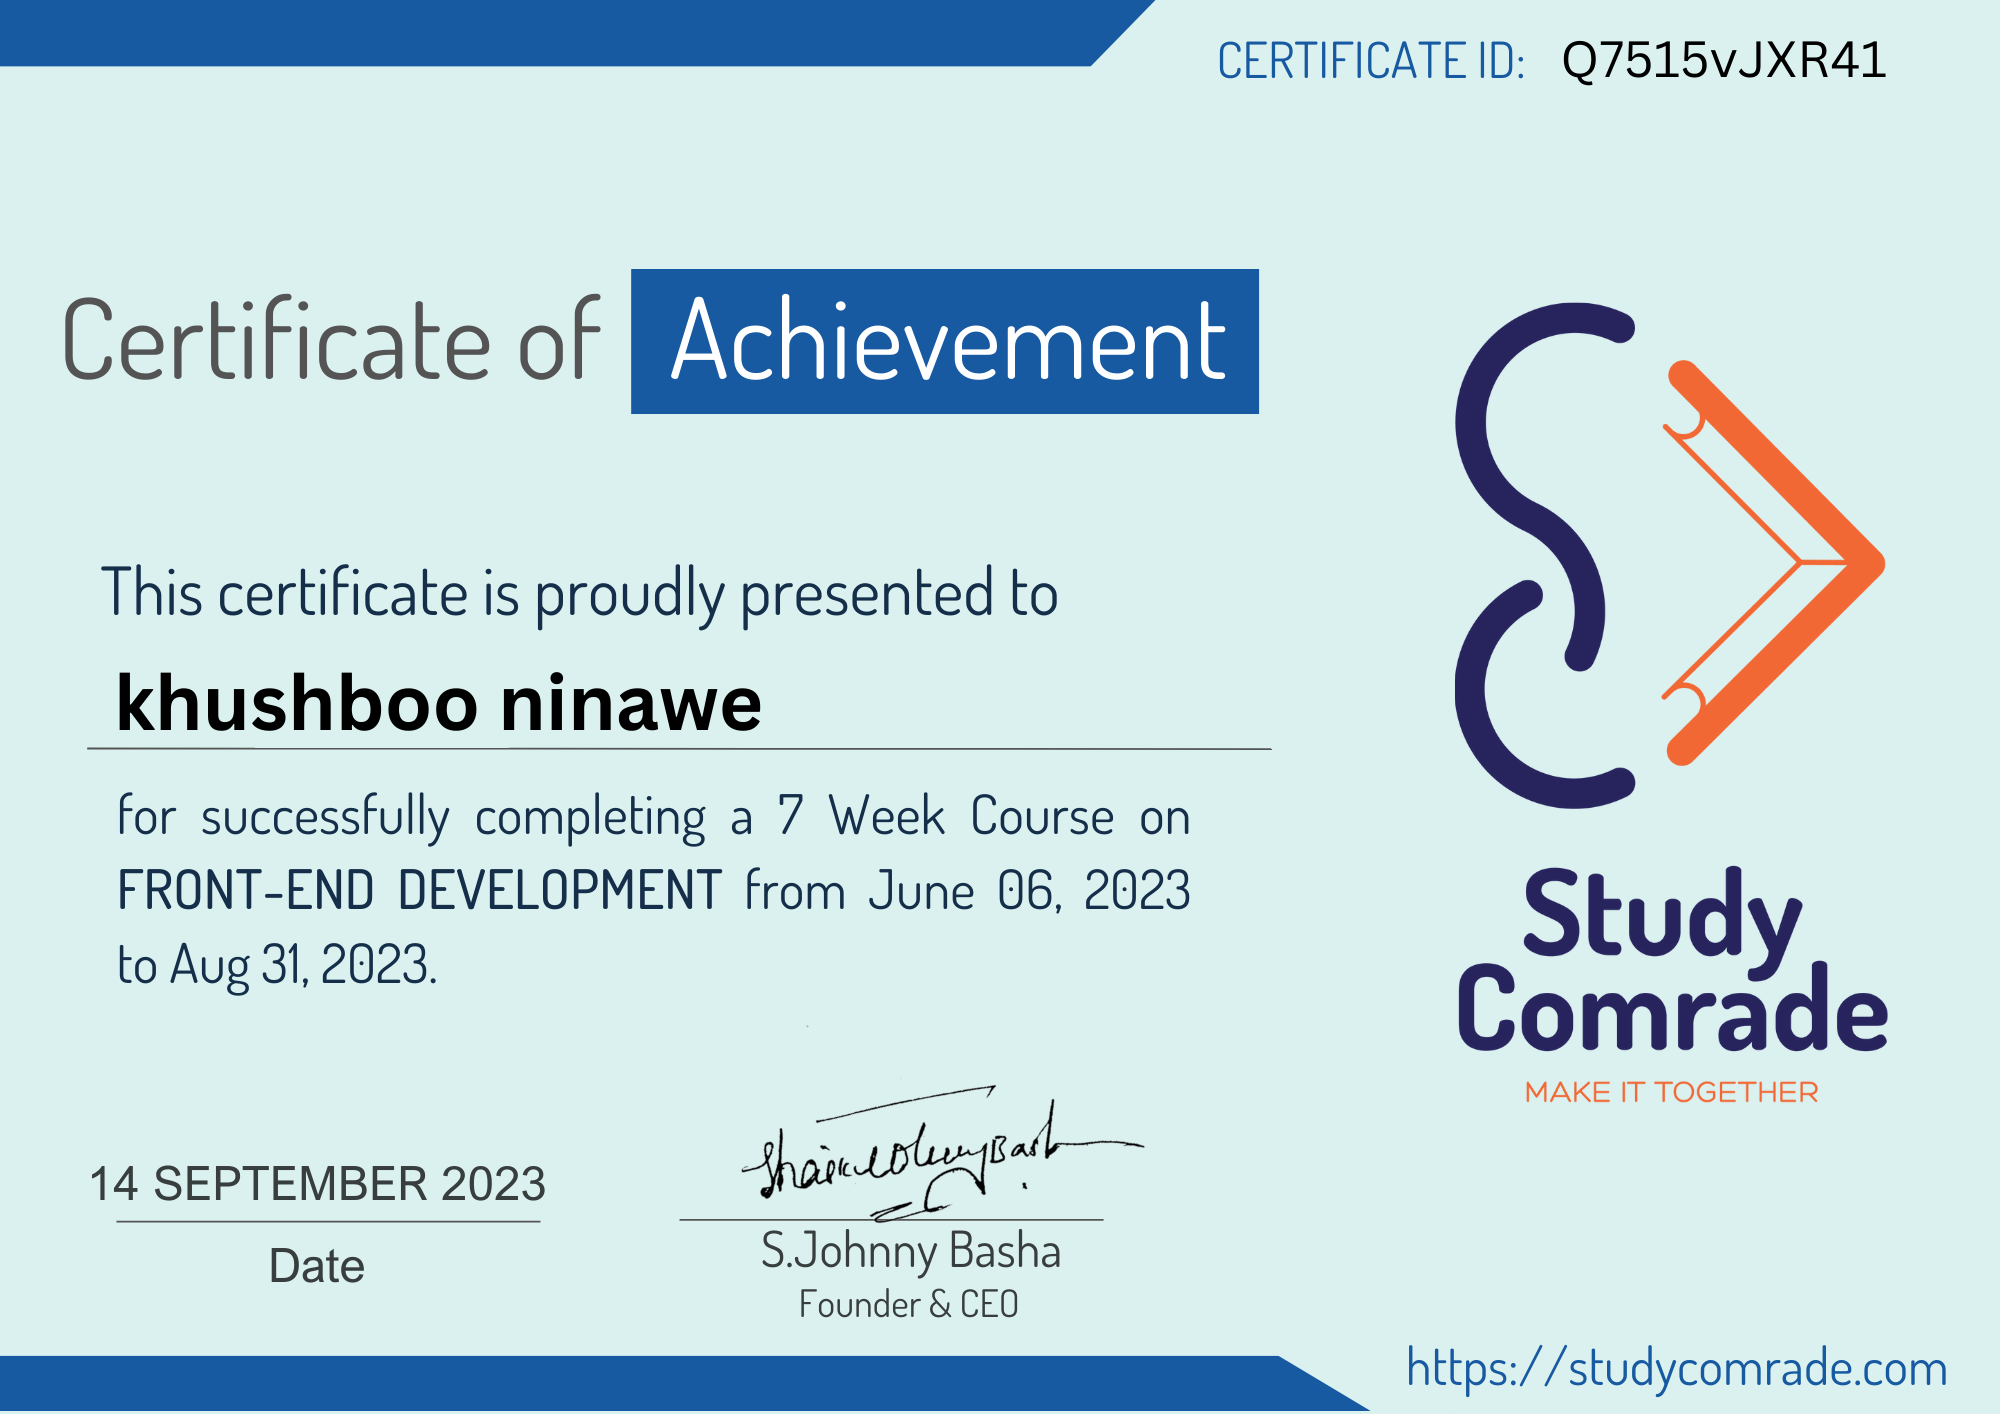 CERTIFICATE ID: Q7515vJXR41
Certificate of Achievement
This certificate is proudly presented to
khushboo ninawe
for successfully completing a 7 Week Course on
FRONT-END DEVELOPMENT from June 06, 2023
to Aug 31, 2023.
Study
Comrade
MAKE IT TOGETHER
14 SEPTEMBER 2023
Date
S.Johnny Basha
Founder & CEO
https://studycomrade.com